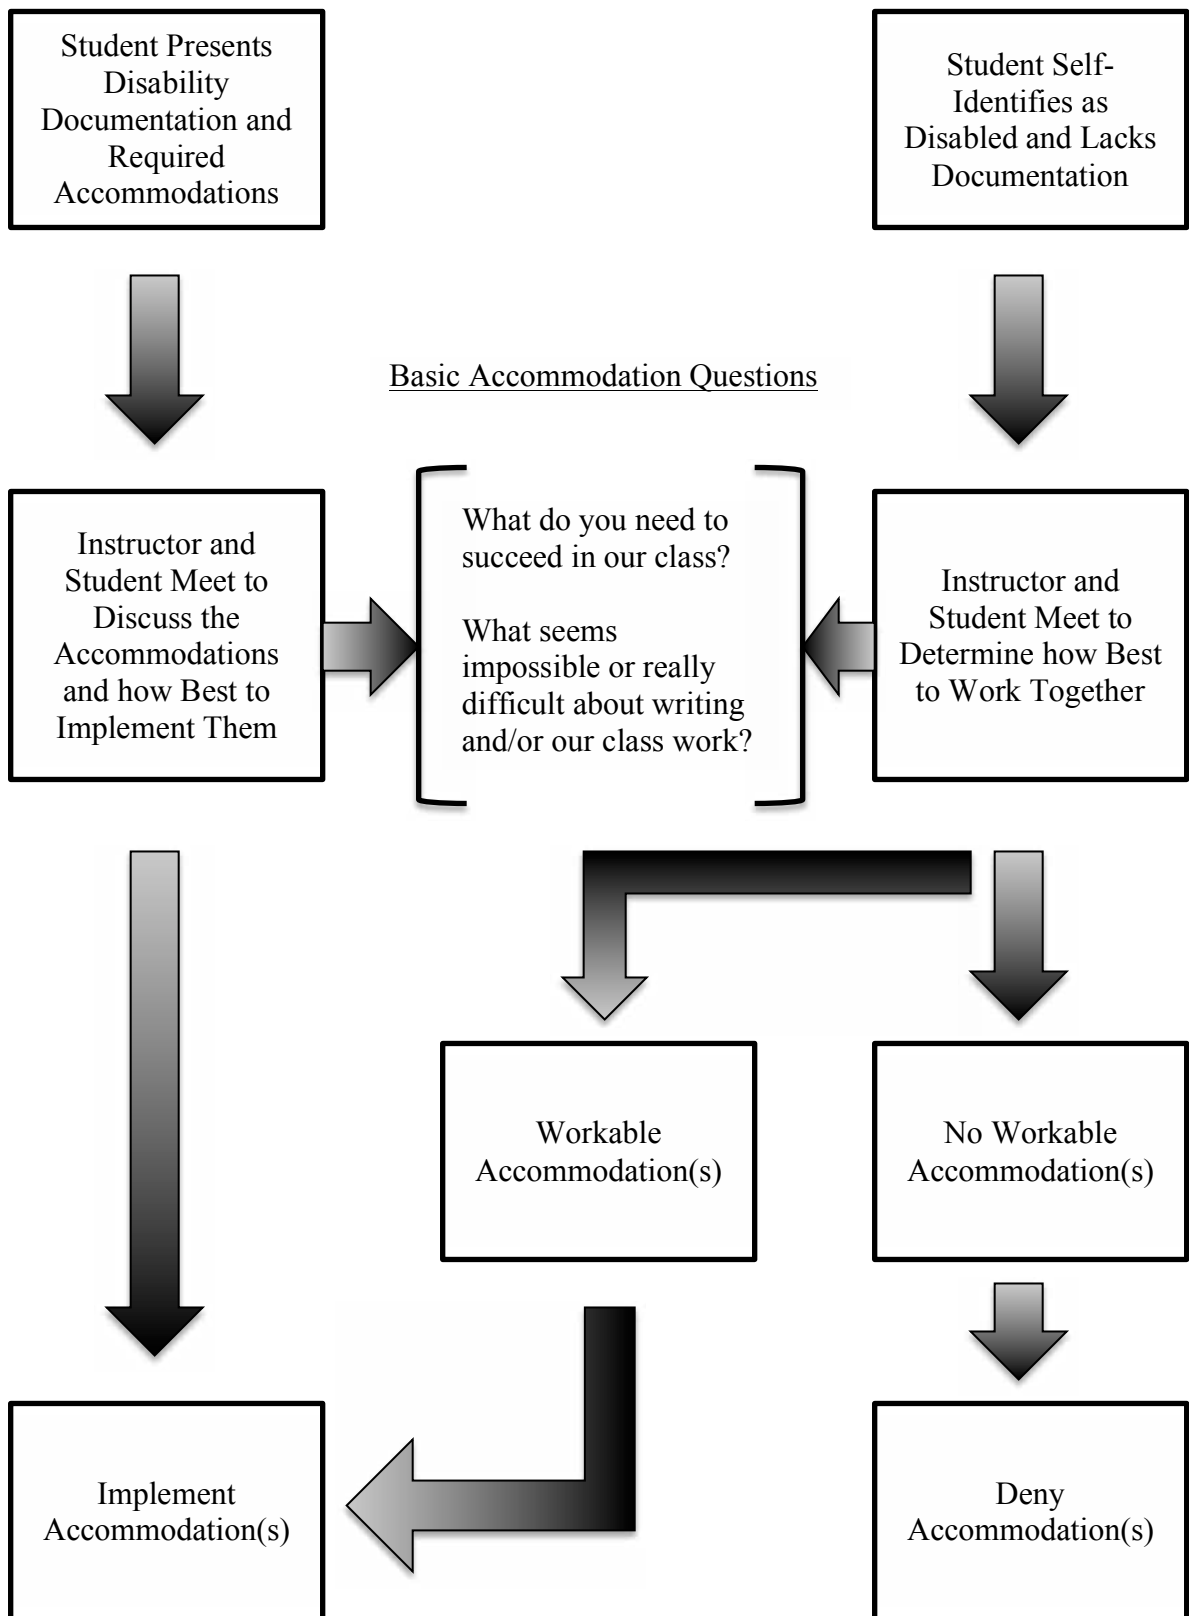 Student Presents
Disability
Documentation and
Required
Accommodations
Student Self-
Identifies as
Disabled and Lacks
Documentation
Basic Accommodation Questions
Instructor and
Student Meet to
Discuss the
Accommodations
and how Best to
Implement Them
What do you need to
succeed in our class?
What seems
impossible or really
difficult about writing
and/or our class work?
Instructor and
Student Meet to
Determine how Best
to Work Together
Workable
Accommodation(s)
No Workable
Accommodation(s)
Implement
Accommodation(s)
Deny
Accommodation(s)